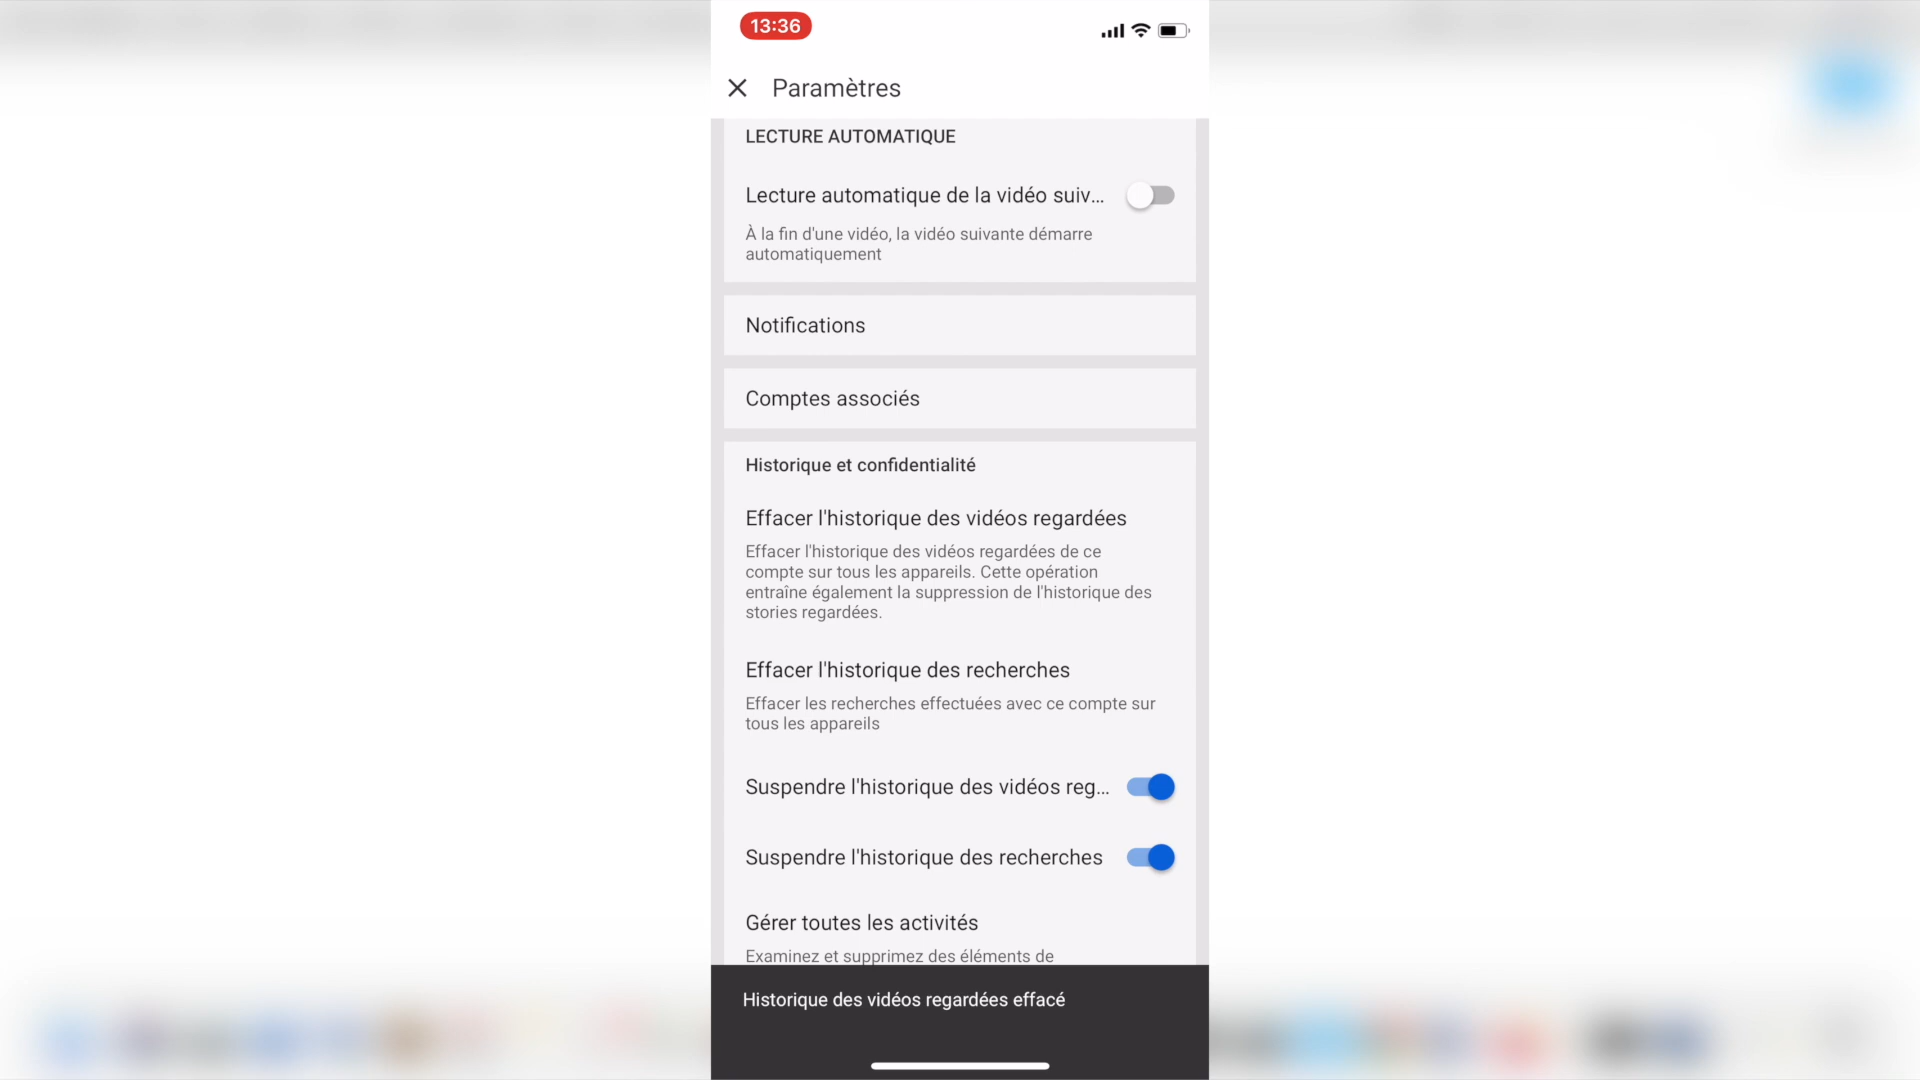 13:36
Paramètres
LECTURE AUTOMATIQUE
Lecture automatique de la vidéo suiv...
À la fin d'une vidéo, la vidéo suivante démarre
automatiquement
Notifications
Comptes associés
Historique et confidentialité
Effacer l'historique des vidéos regardées
Effacer l'historique des vidéos regardées de ce
compte sur tous les appareils. Cette opération
entraîne également la suppression de l'historique des
stories regardées.
Effacer l'historique des recherches
Effacer les recherches effectuées avec ce compte sur
tous les appareils
Suspendre l'historique des vidéos reg...
Suspendre l'historique des recherches
Gérer toutes les activités
Examinez et supprimez des éléments de
Historique des vidéos regardées effacé